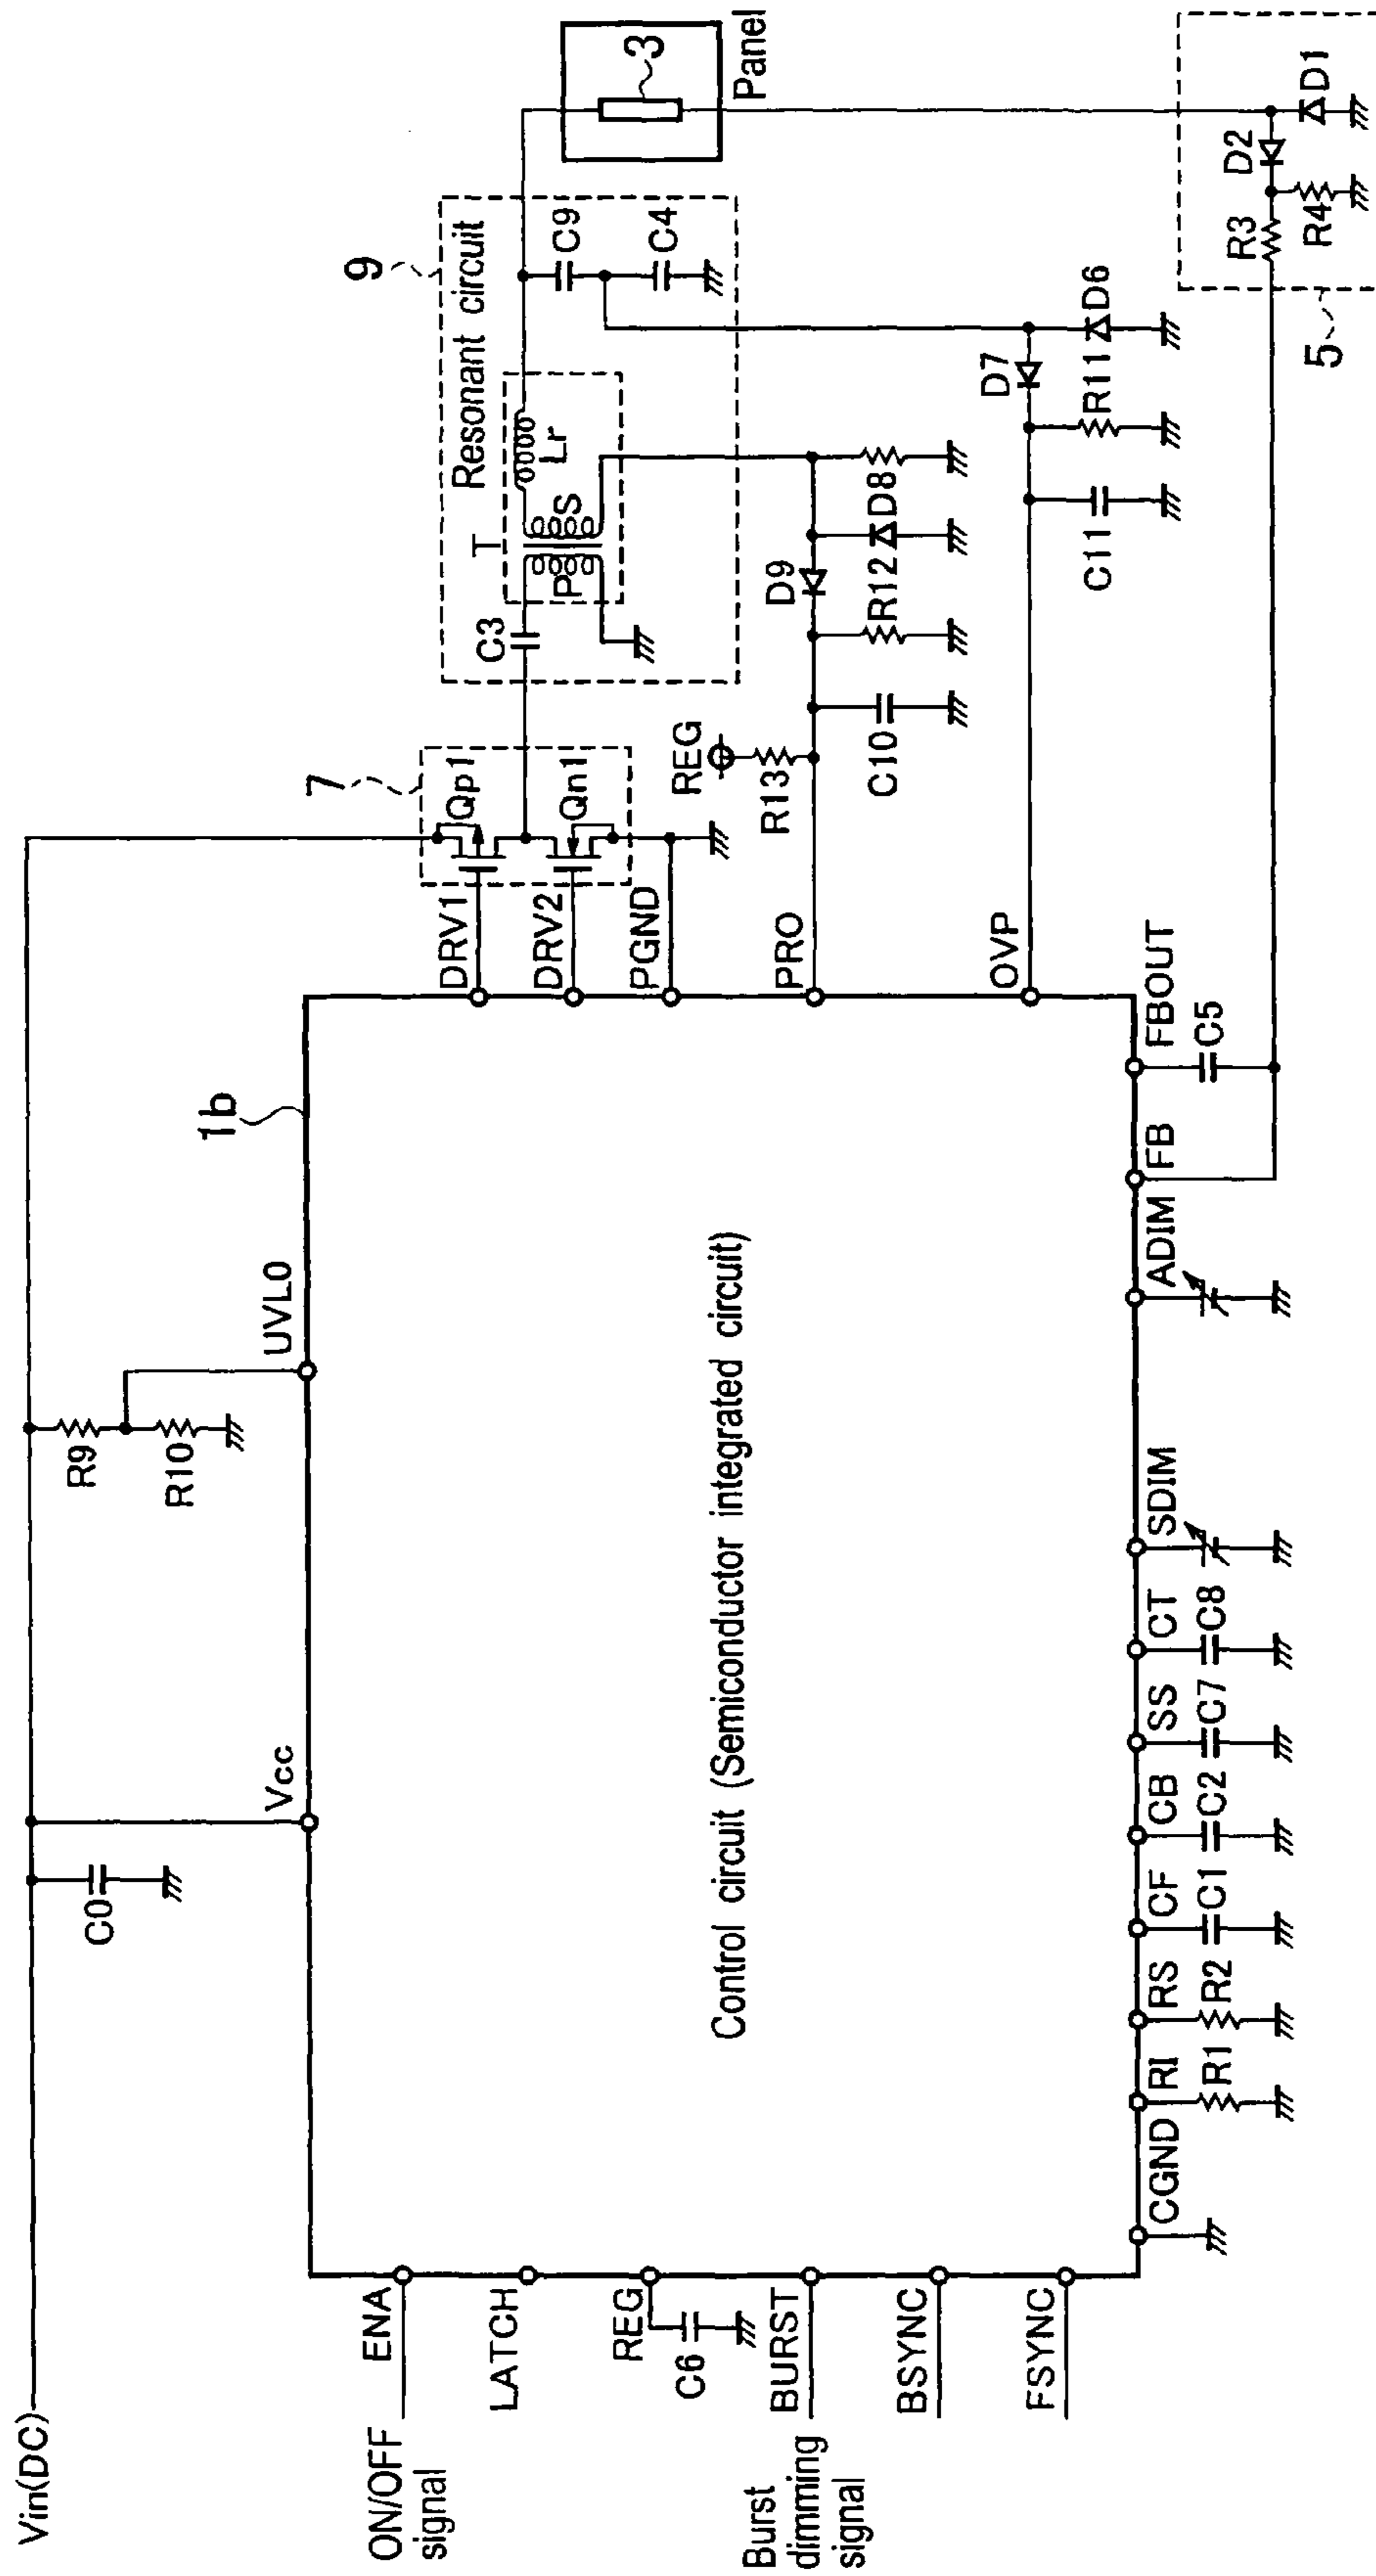 Vin(DC)
C0
Vcc
R9
R10
UVLO
1b
7
Qp1
Qn1
DRV1
DRV2
PGND
9
Resonant circuit
C3
T
P
S
Lr
C9
C4
3
Panel
REG
R13
C10
R12
D8
D9
PRO
D7
D6
R11
C11
OVP
D2
D1
R3
R4
5
Control circuit (Semiconductor integrated circuit)
ON/OFF
signal
ENA
LATCH
REG
C6
BURST
Burst
dimming
signal
BSYNC
FSYNC
CGND
RI
R1
RS
R2
CF
C1
CB
C2
SS
C7
CT
C8
SDIM
ADIM
FB
FBOUT
C5